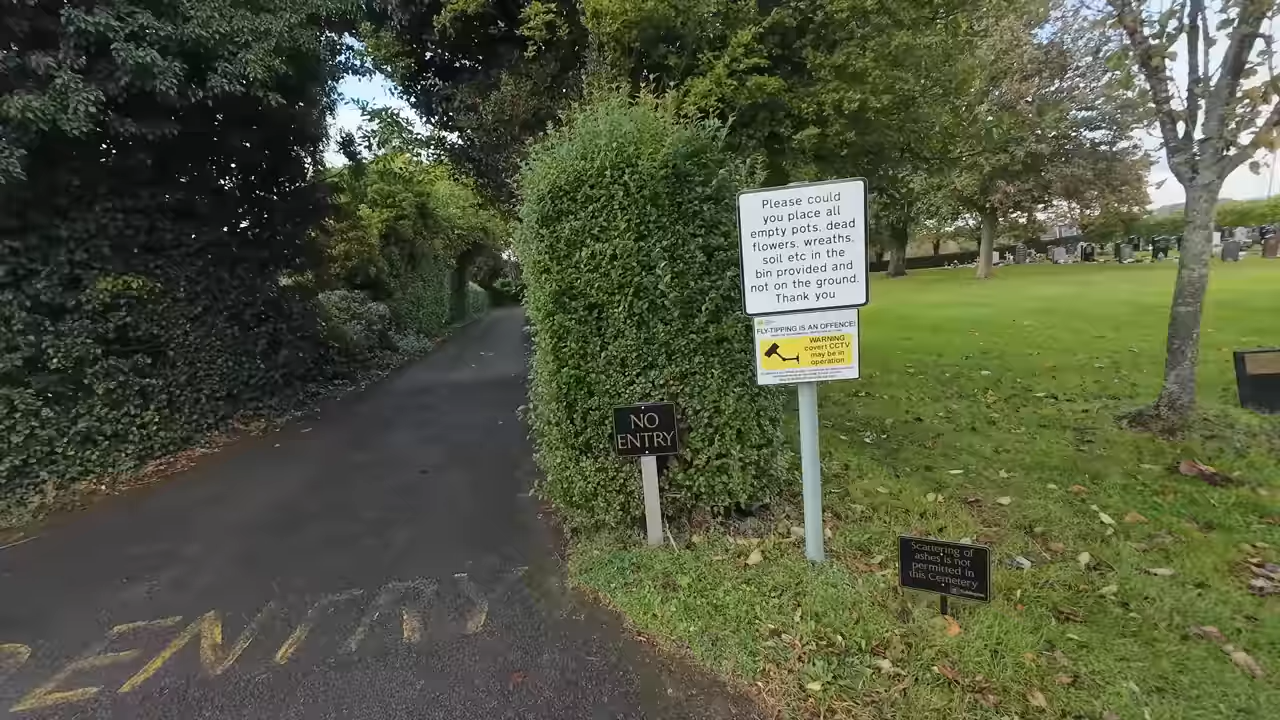 Please could
you place all
empty pots, dead
flowers, wreaths,
soil etc in the
bin provided and
not on the ground.
Thank you
FLY-TIPPING IS AN OFFENCE!
WARNING
covert CCTV
may be in
operation
NO
ENTRY
Scattering of
ashes is not
permitted in
this Cemetery